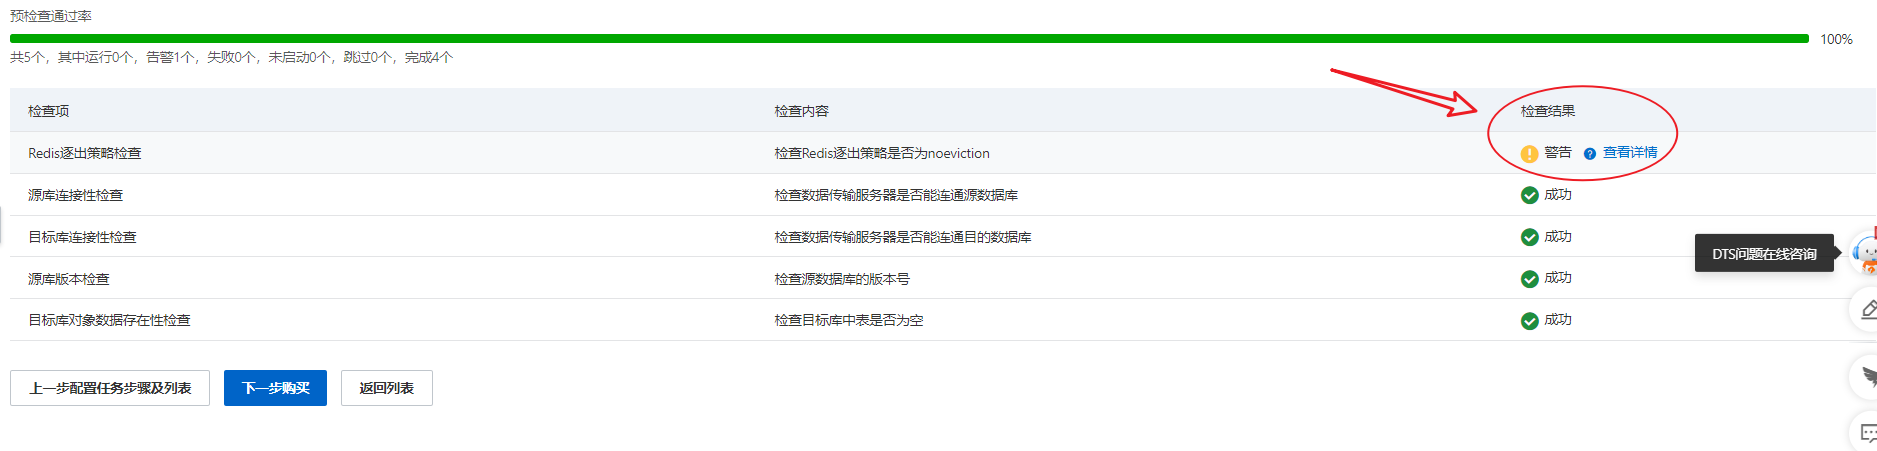 预检查通过率
100%
共5个，其中运行0个，告警1个，失败0个，未启动0个，跳过0个，完成4个
检查项 检查内容 检查结果
Redis逐出策略检查 检查Redis逐出策略是否为noeviction 警告 查看详情
源库连接性检查 检查数据传输服务器是否能连通源数据库 成功
目标库连接性检查 检查数据传输服务器是否能连通目的数据库 成功
DTS问题在线咨询
源库版本检查 检查源数据库的版本号 成功
目标库对象数据存在性检查 检查目标库中表是否为空 成功
上一步配置任务步骤及列表 下一步购买 返回列表